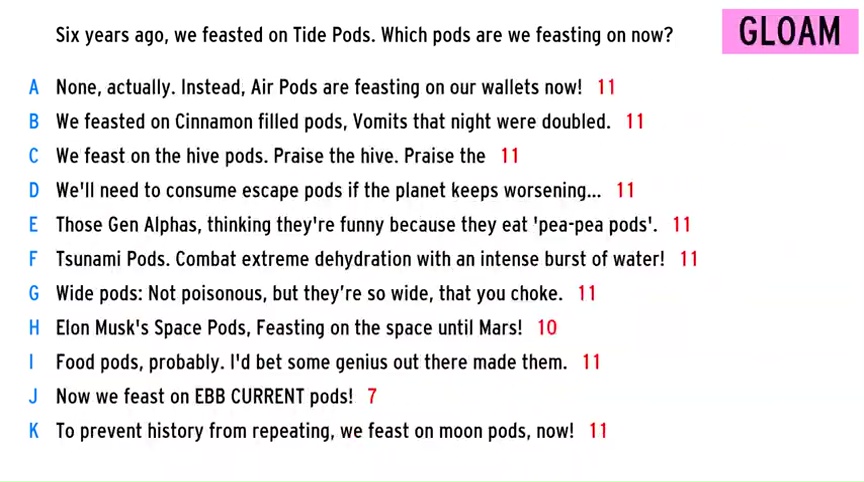 Six years ago, we feasted on Tide Pods. Which pods are we feasting on now?
GLOAM
A None, actually. Instead, Air Pods are feasting on our wallets now! 11
B We feasted on Cinnamon filled pods, Vomits that night were doubled. 11
C We feast on the hive pods. Praise the hive. Praise the 11
D We'll need to consume escape pods if the planet keeps worsening... 11
E Those Gen Alphas, thinking they're funny because they eat 'pea-pea pods'. 11
F Tsunami Pods. Combat extreme dehydration with an intense burst of water! 11
G Wide pods: Not poisonous, but they’re so wide, that you choke. 11
H Elon Musk's Space Pods, Feasting on the space until Mars! 10
I Food pods, probably. I'd bet some genius out there made them. 11
J Now we feast on EBB CURRENT pods! 7
K To prevent history from repeating, we feast on moon pods, now! 11